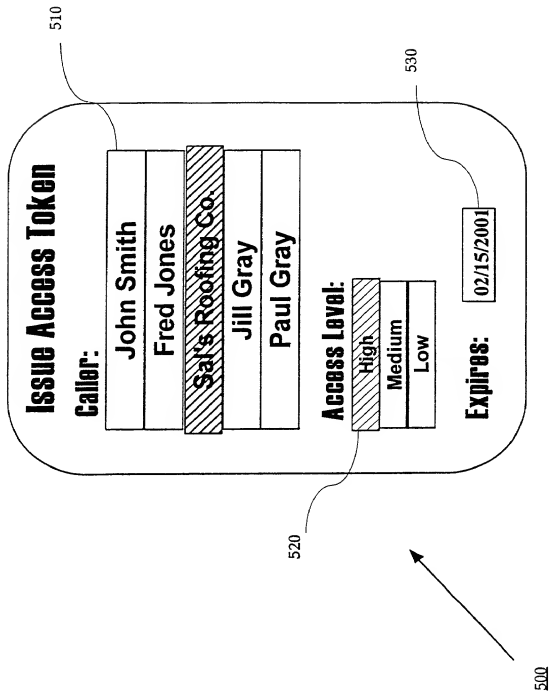 Issue Access Token
Caller:
John Smith
Fred Jones
Sal's Roofing Co.
Jill Gray
Paul Gray
Access Level:
High
Medium
Low
Expires: 02/15/2001
510
520
530
500